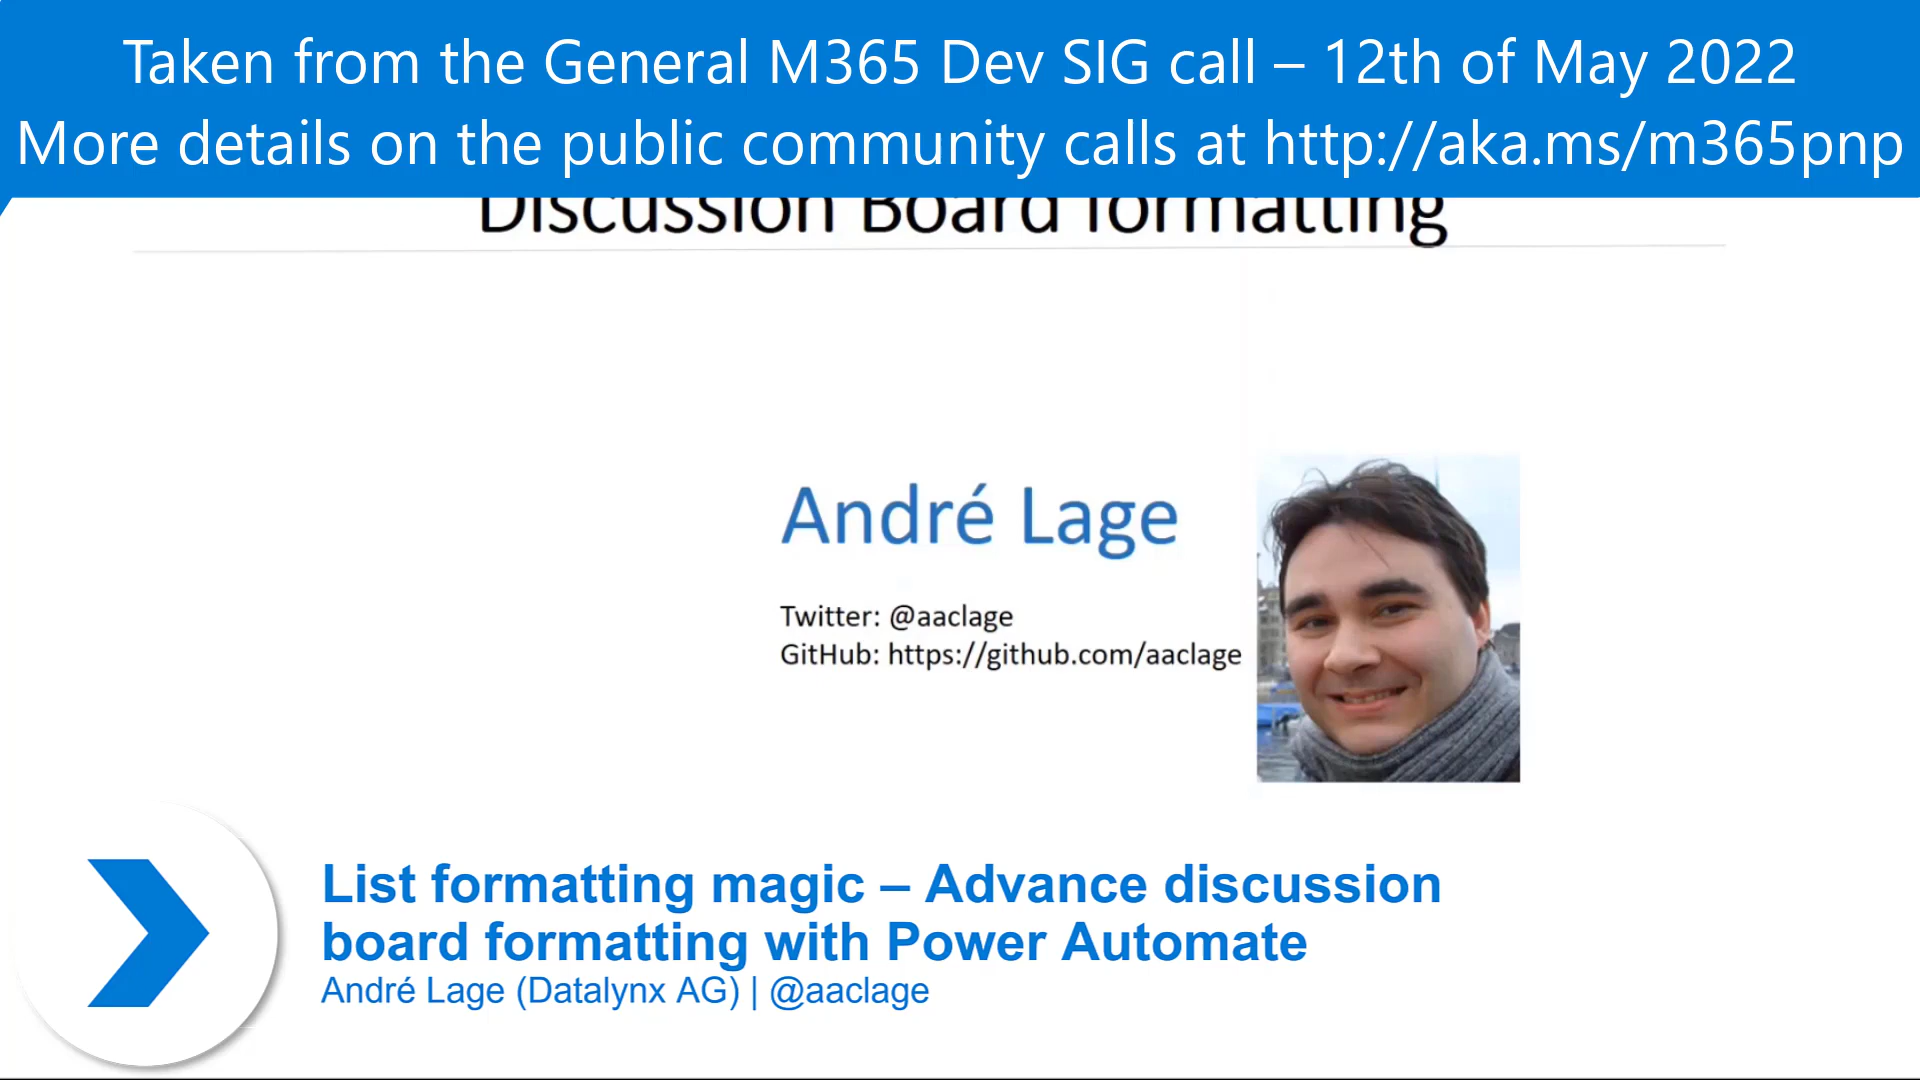 Taken from the General M365 Dev SIG call – 12th of May 2022
More details on the public community calls at http://aka.ms/m365pnp
Discussion Board formatting
André Lage
Twitter: @aaclage
GitHub: https://github.com/aaclage
List formatting magic – Advance discussion
board formatting with Power Automate
André Lage (Datalynx AG) | @aaclage